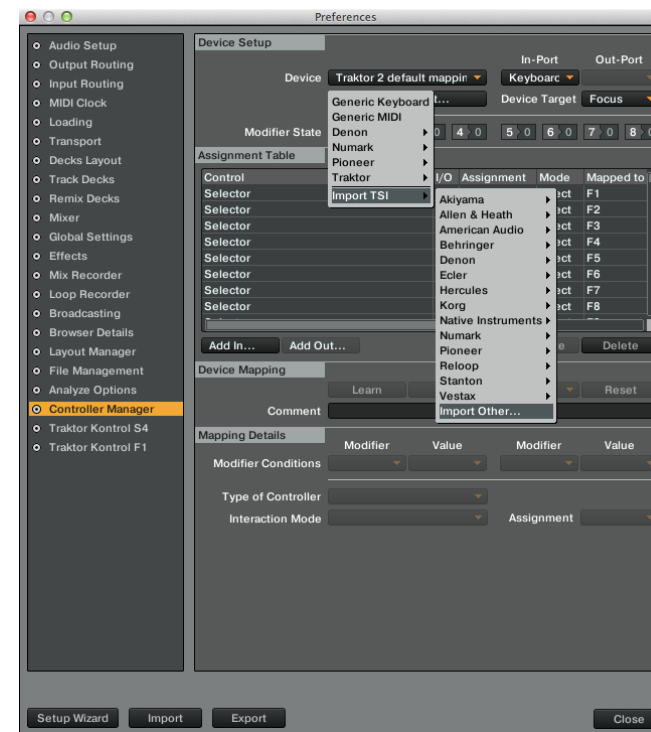 Preferences
Audio Setup
Output Routing
Input Routing
MIDI Clock
Loading
Transport
Decks Layout
Track Decks
Remix Decks
Mixer
Global Settings
Effects
Mix Recorder
Loop Recorder
Broadcasting
Browser Details
Layout Manager
File Management
Analyze Options
Controller Manager
Traktor Kontrol S4
Traktor Kontrol F1
Device Setup
In-Port Out-Port
Device Traktor 2 default mappin
Device Target Focus
Modifier State 0 4 0 5 0 6 0 7 0 8
Generic Keyboard
Generic MIDI
Denon
Numark
Pioneer
Traktor
Import TSI
Assignment Table
Control I/O Assignment Mode Mapped to
Selector F1
Selector F2
Selector F3
Selector F4
Selector F5
Selector F6
Selector F7
Selector F8
Akiyama
Allen & Heath
American Audio
Behringer
Denon
Ecler
Hercules
Korg
Native Instruments
Numark
Pioneer
Reloop
Stanton
Vestax
Import Other...
Add In... Add Out... Delete
Device Mapping
Learn Reset
Comment
Mapping Details
Modifier Value Modifier Value
Modifier Conditions
Type of Controller
Interaction Mode Assignment
Setup Wizard Import Export Close